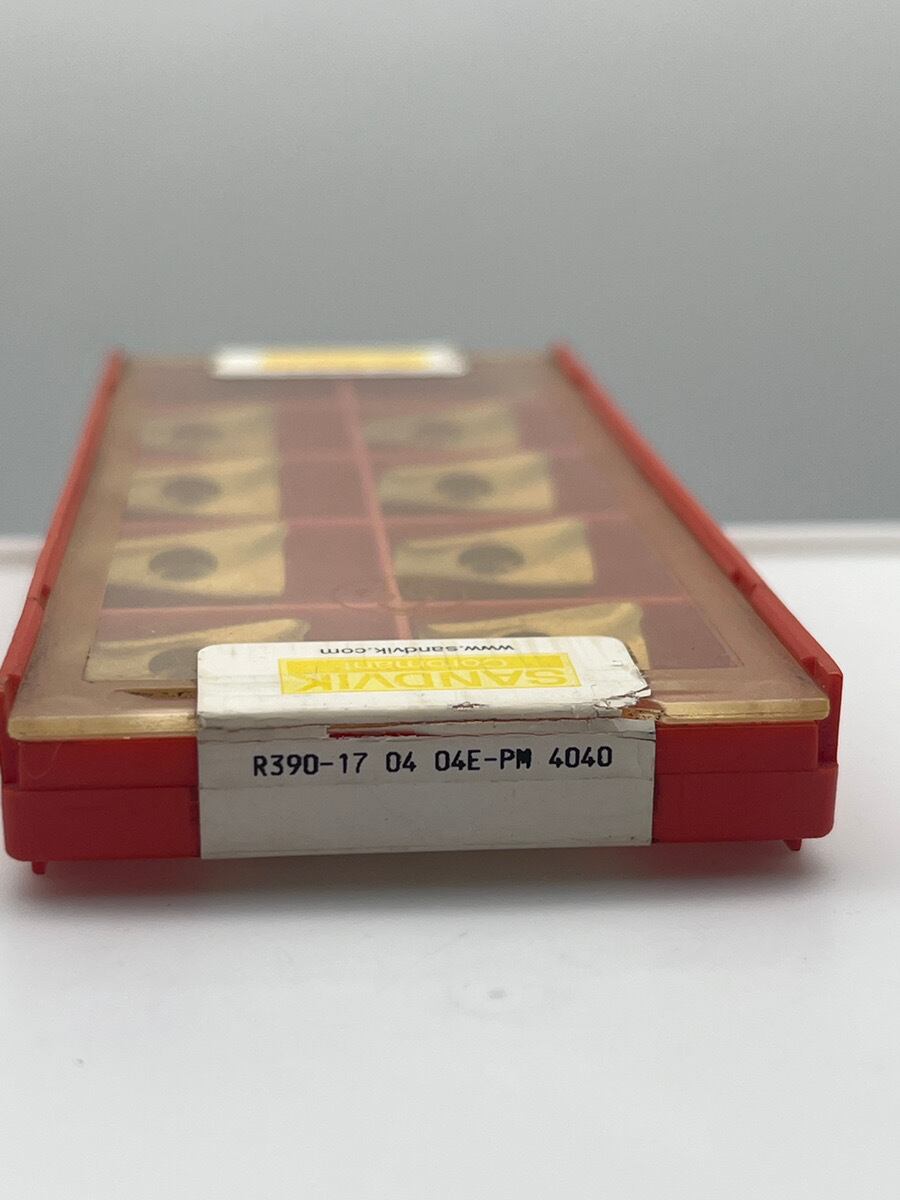 www.sandvik.com
Coromant
SANDVIK
R390-17 04 04E-PM 4040